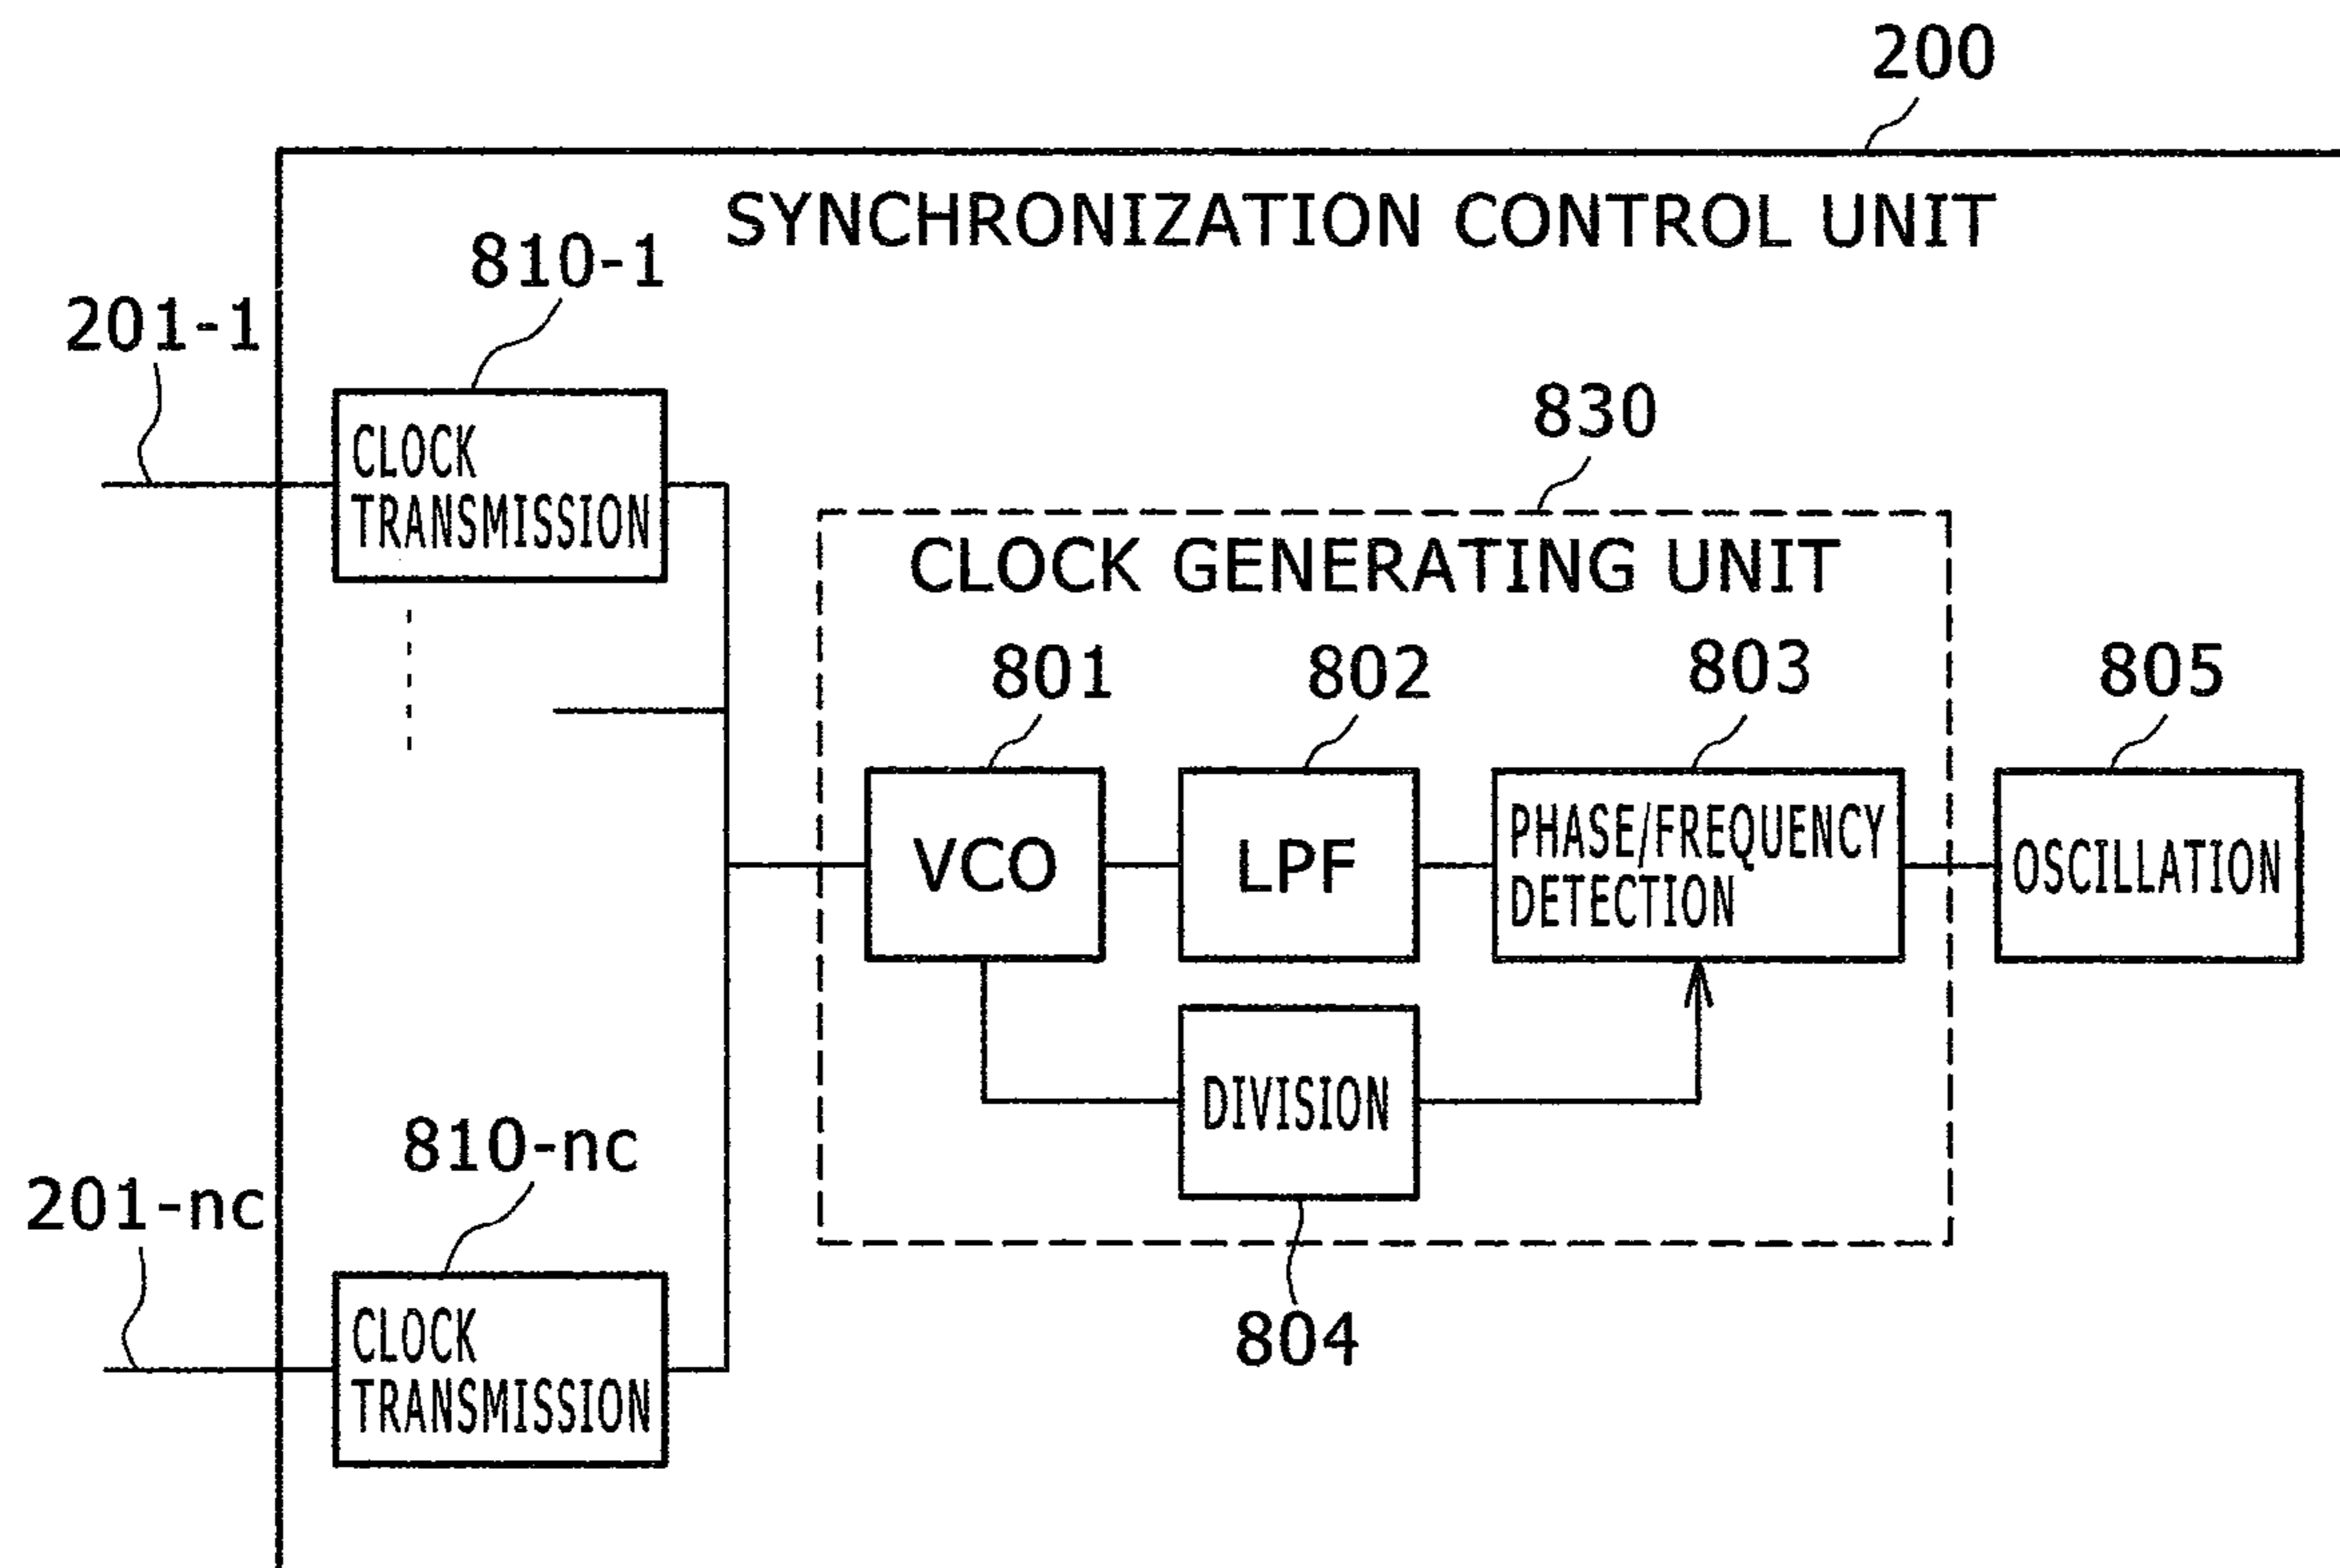 200
SYNCHRONIZATION CONTROL UNIT
810-1
201-1
CLOCK
TRANSMISSION
830
CLOCK GENERATING UNIT
801
802
803
805
VCO
LPF
PHASE/FREQUENCY
DETECTION
OSCILLATION
DIVISION
804
810-nc
201-nc
CLOCK
TRANSMISSION